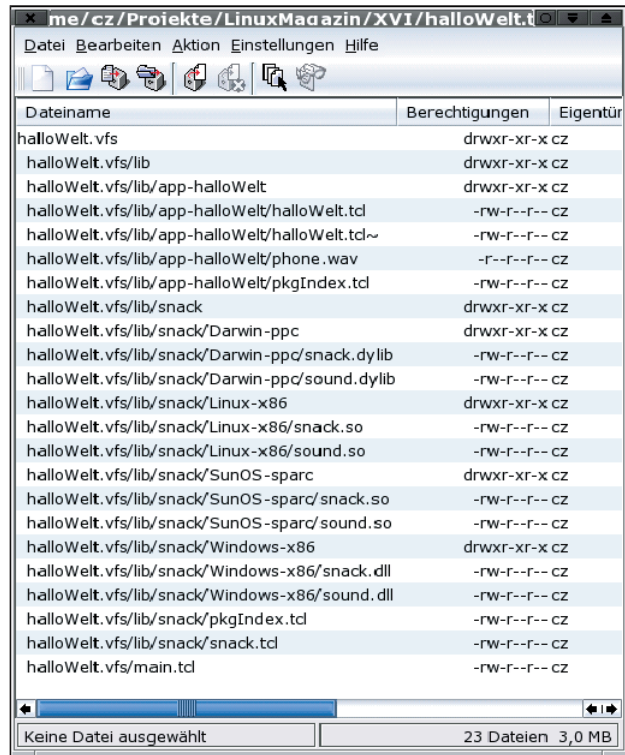 me/cz/Projekte/LinuxMagazin/XVI/halloWelt.t
Datei Bearbeiten Aktion Einstellungen Hilfe
Dateiname Berechtigungen Eigentür
halloWelt.vfs drwxr-xr-x cz
halloWelt.vfs/lib drwxr-xr-x cz
halloWelt.vfs/lib/app-halloWelt drwxr-xr-x cz
halloWelt.vfs/lib/app-halloWelt/halloWelt.tcl -rw-r--r-- cz
halloWelt.vfs/lib/app-halloWelt/halloWelt.tcl~ -rw-r--r-- cz
halloWelt.vfs/lib/app-halloWelt/phone.wav -r--r--r-- cz
halloWelt.vfs/lib/app-halloWelt/pkgIndex.tcl -rw-r--r-- cz
halloWelt.vfs/lib/snack drwxr-xr-x cz
halloWelt.vfs/lib/snack/Darwin-ppc drwxr-xr-x cz
halloWelt.vfs/lib/snack/Darwin-ppc/snack.dylib -rw-r--r-- cz
halloWelt.vfs/lib/snack/Darwin-ppc/sound.dylib -rw-r--r-- cz
halloWelt.vfs/lib/snack/Linux-x86 drwxr-xr-x cz
halloWelt.vfs/lib/snack/Linux-x86/snack.so -rw-r--r-- cz
halloWelt.vfs/lib/snack/Linux-x86/sound.so -rw-r--r-- cz
halloWelt.vfs/lib/snack/SunOS-sparc drwxr-xr-x cz
halloWelt.vfs/lib/snack/SunOS-sparc/snack.so -rw-r--r-- cz
halloWelt.vfs/lib/snack/SunOS-sparc/sound.so -rw-r--r-- cz
halloWelt.vfs/lib/snack/Windows-x86 drwxr-xr-x cz
halloWelt.vfs/lib/snack/Windows-x86/snack.dll -rw-r--r-- cz
halloWelt.vfs/lib/snack/Windows-x86/sound.dll -rw-r--r-- cz
halloWelt.vfs/lib/snack/pkgIndex.tcl -rw-r--r-- cz
halloWelt.vfs/lib/snack/snack.tcl -rw-r--r-- cz
halloWelt.vfs/main.tcl -rw-r--r-- cz
Keine Datei ausgewählt 23 Dateien 3,0 MB